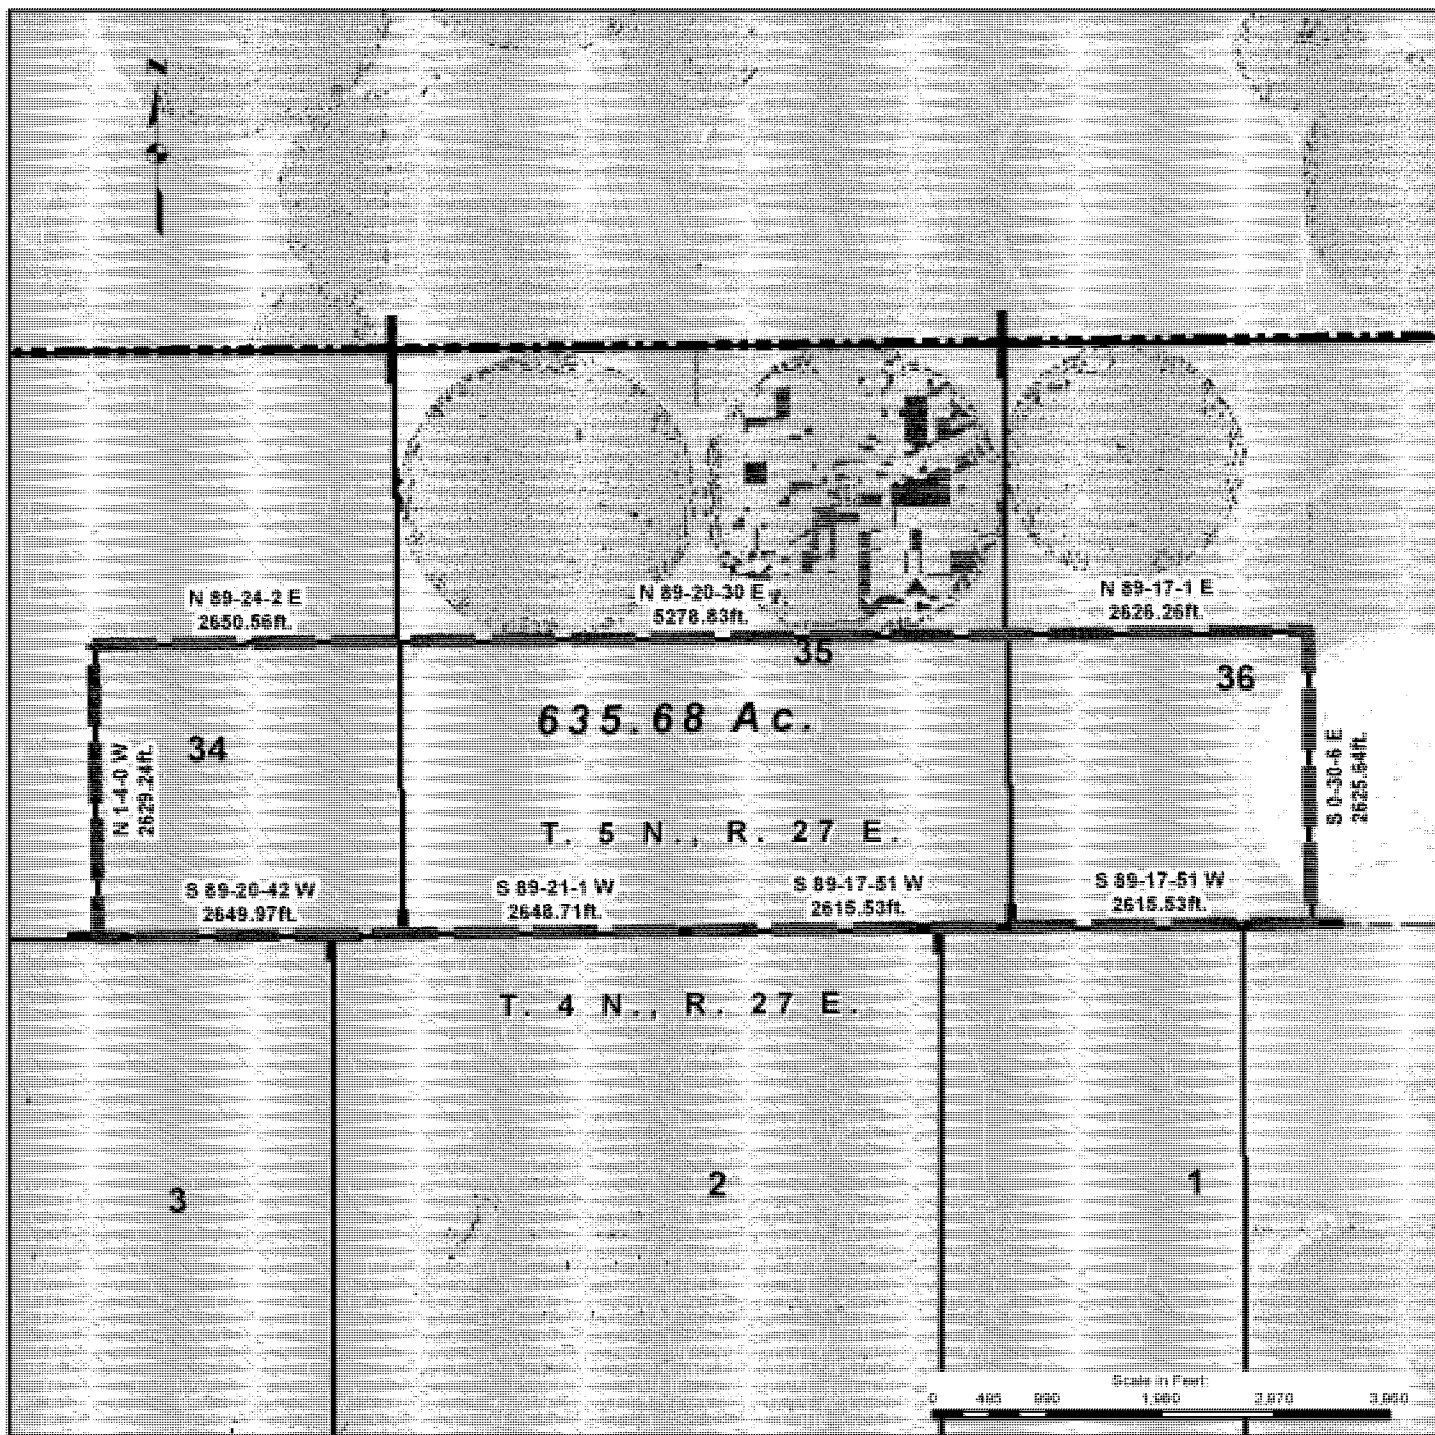 N 89-24-2 E
2650.56ft.
N 89-20-30 E
5278.83ft.
N 89-17-1 E
2626.26ft.
35
36
635.68 Ac.
34
N 1-4-0 W
2629.24ft.
S 0-30-6 E
2625.64ft.
T. 5 N., R. 27 E.
S 89-20-42 W
2649.97ft.
S 89-21-1 W
2648.71ft.
S 89-17-51 W
2615.53ft.
S 89-17-51 W
2615.53ft.
T. 4 N., R. 27 E.
3
2
1
Scale in Feet
0 495 990 1,980 2,970 3,960